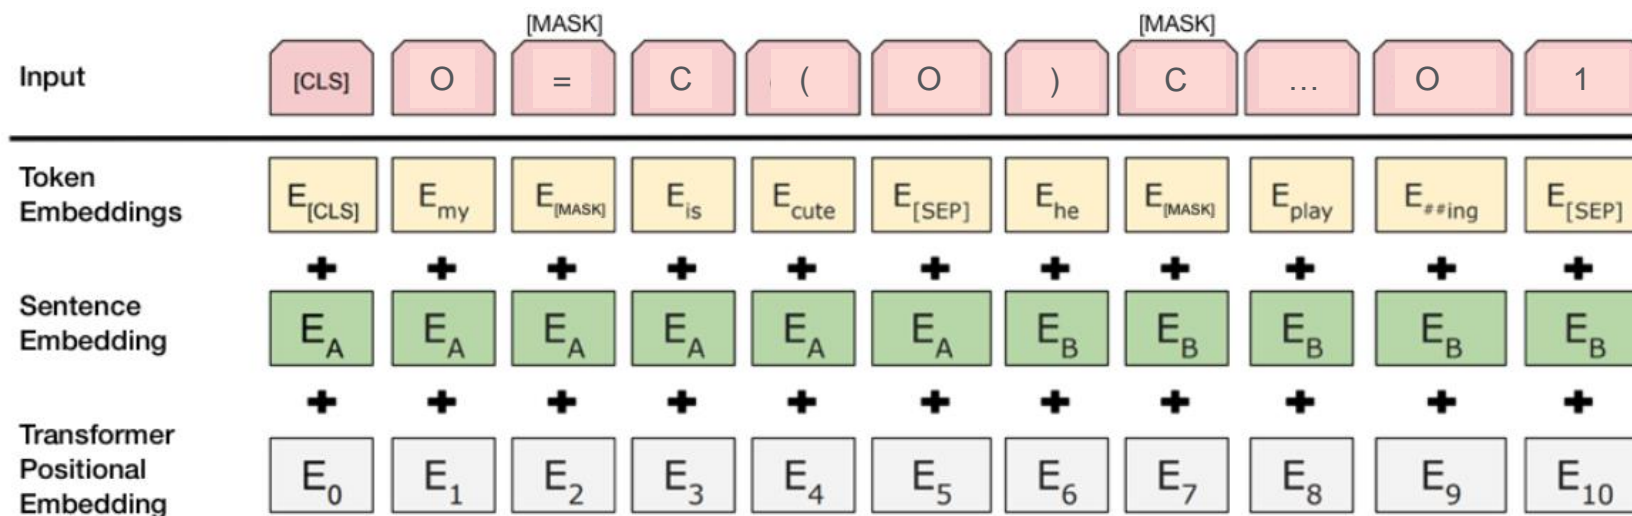 [MASK] [MASK]
Input [CLS] O = C ( O ) C ... O 1
Token
Embeddings E[CLS] Emy E[MASK] Eis Ecute E[SEP] Ehe E[MASK] Eplay E##ing E[SEP]
+ + + + + + + + + + +
Sentence
Embedding EA EA EA EA EA EA EB EB EB EB EB
+ + + + + + + + + + +
Transformer
Positional
Embedding E0 E1 E2 E3 E4 E5 E6 E7 E8 E9 E10